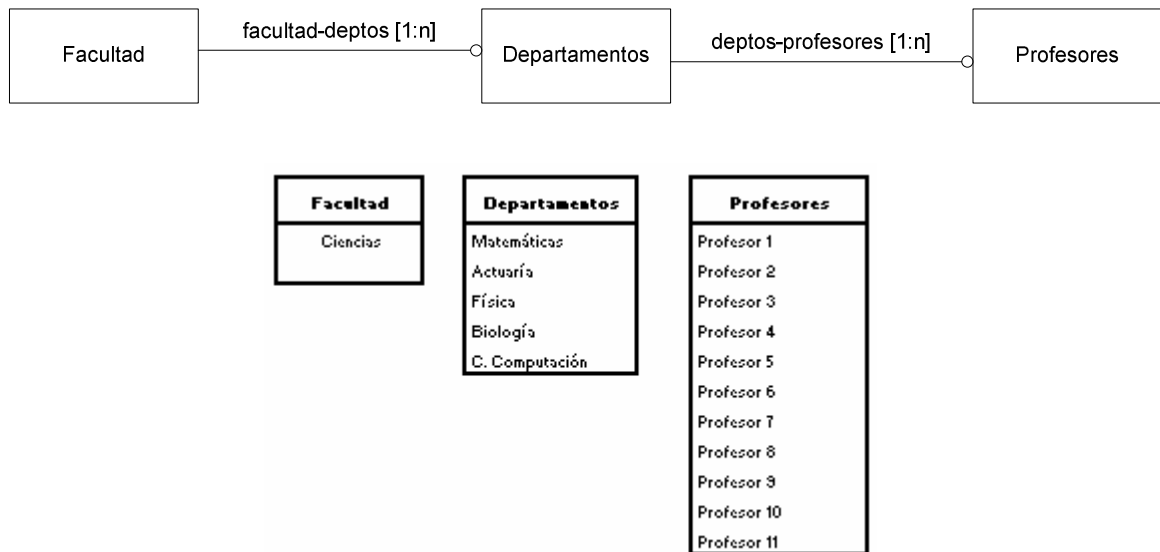 facultad-deptos [1:n]
deptos-profesores [1:n]
Facultad
Departamentos
Profesores
Facultad
Ciencias
Departamentos
Matemáticas
Actuaría
Física
Biología
C. Computación
Profesores
Profesor 1
Profesor 2
Profesor 3
Profesor 4
Profesor 5
Profesor 6
Profesor 7
Profesor 8
Profesor 9
Profesor 10
Profesor 11